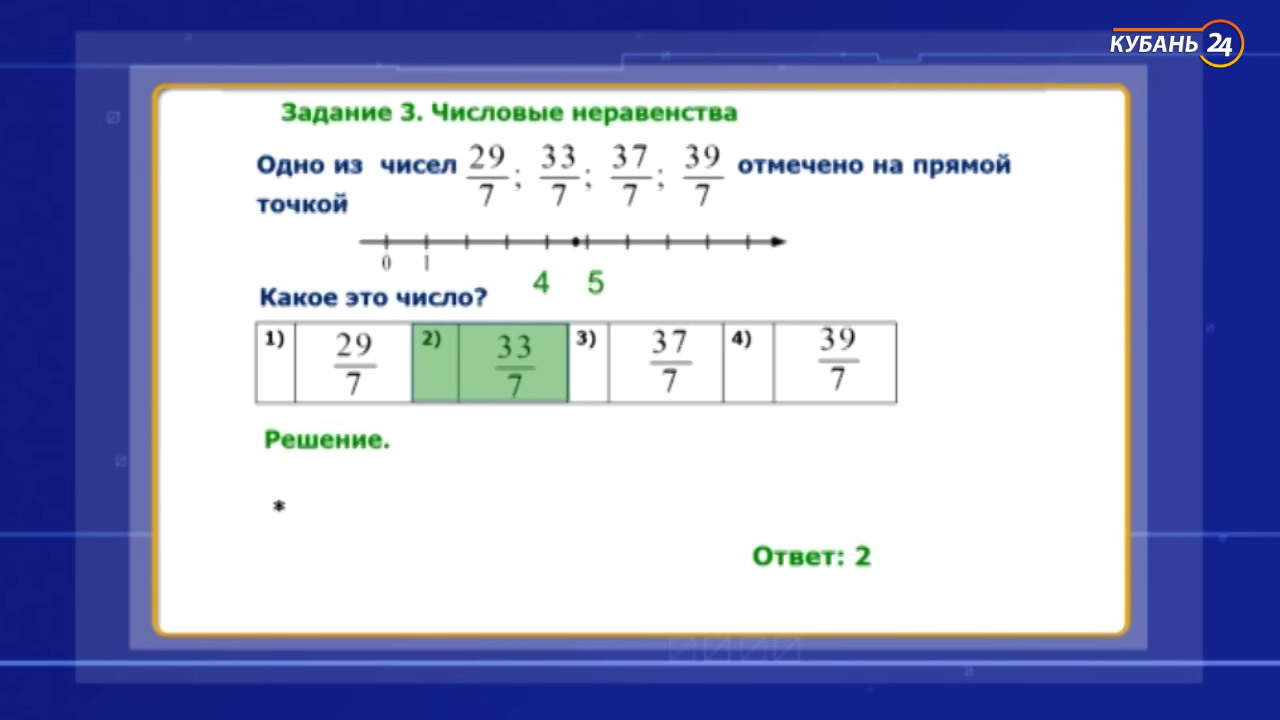 КУБАНЬ 24
Задание 3. Числовые неравенства
Одно из чисел 29/7; 33/7; 37/7; 39/7 отмечено на прямой
точкой
0 1
4 5
Какое это число?
1) 29/7 2) 33/7 3) 37/7 4) 39/7
Решение.
*
Ответ: 2